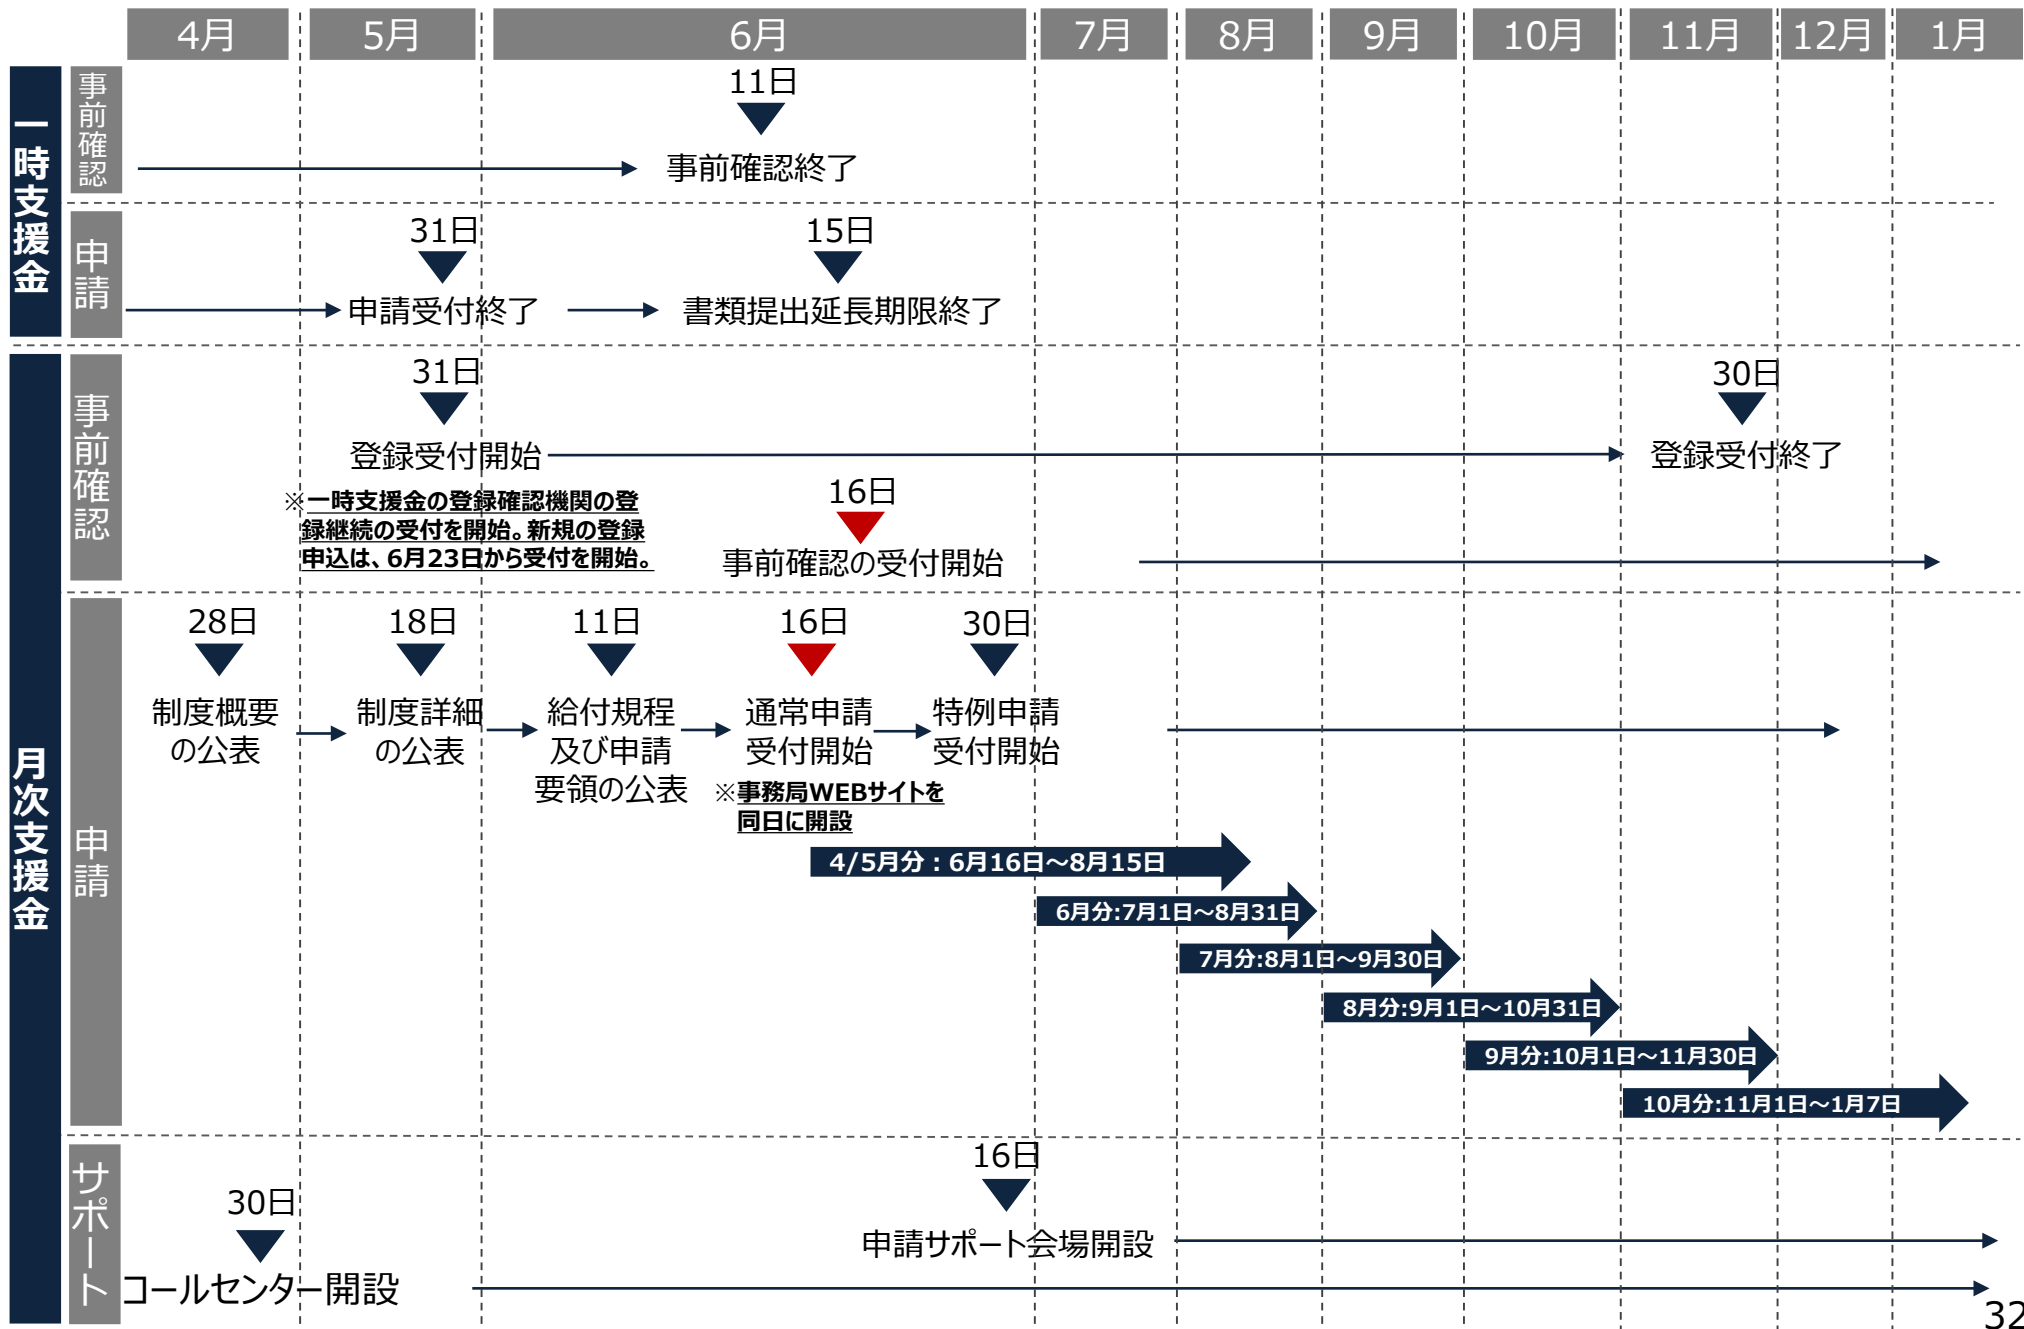 4月
5月
6月
7月
8月
9月
10月
11月
12月
1月
一時支援金
事前確認
11日
事前確認終了
申請
31日
15日
申請受付終了
書類提出延長期限終了
月次支援金
事前確認
31日
30日
登録受付開始
登録受付終了
※一時支援金の登録確認機関の登
録継続の受付を開始。新規の登録
申込は、6月23日から受付を開始。
16日
事前確認の受付開始
申請
28日
18日
11日
16日
30日
制度概要
の公表
制度詳細
の公表
給付規程
及び申請
要領の公表
通常申請
受付開始
特例申請
受付開始
※事務局WEBサイトを
同日に開設
4/5月分：6月16日～8月15日
6月分:7月1日～8月31日
7月分:8月1日～9月30日
8月分:9月1日～10月31日
9月分:10月1日～11月30日
10月分:11月1日～1月7日
サポート
16日
申請サポート会場開設
30日
コールセンター開設
32